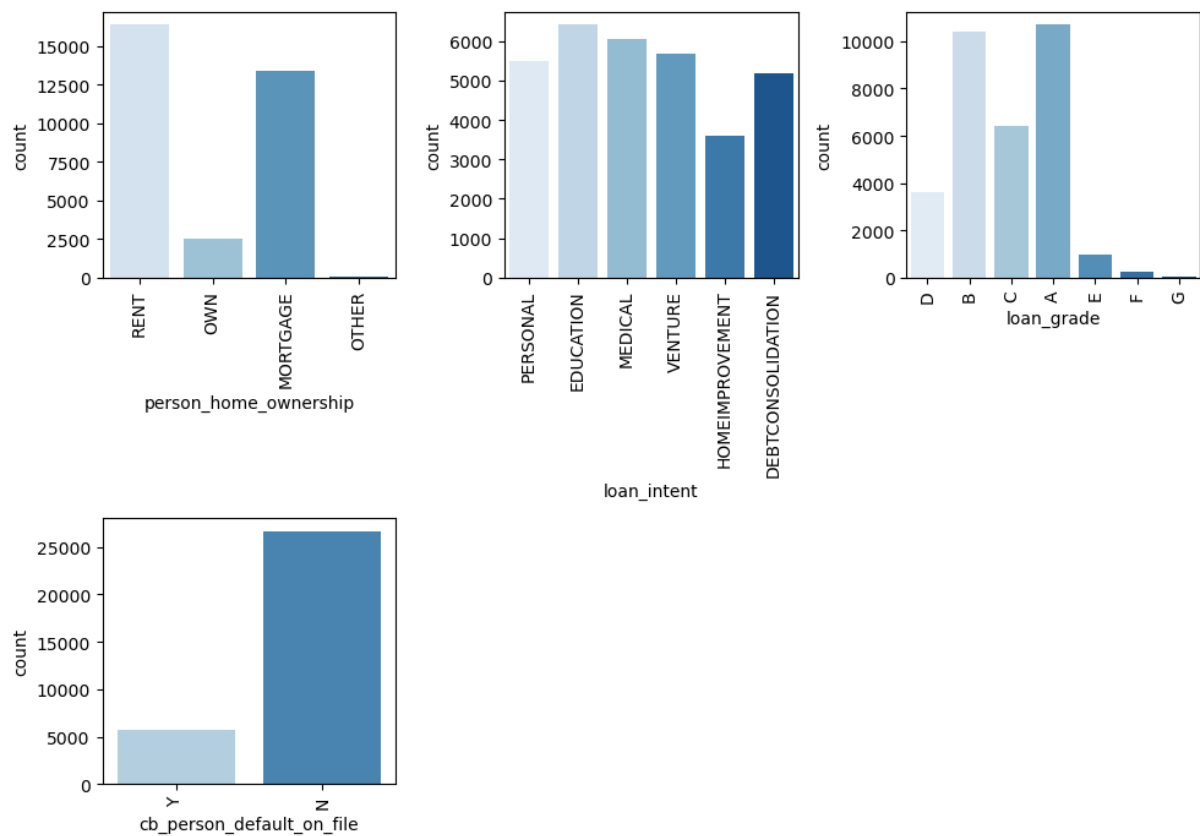 15000
12500
10000
7500
5000
2500
0
count
RENT
OWN
MORTGAGE
OTHER
person_home_ownership
6000
5000
4000
3000
2000
1000
0
count
PERSONAL
EDUCATION
MEDICAL
VENTURE
HOMEIMPROVEMENT
DEBTCONSOLIDATION
loan_intent
10000
8000
6000
4000
2000
0
count
D
B
C
A
E
F
G
loan_grade
25000
20000
15000
10000
5000
0
count
Y
N
cb_person_default_on_file